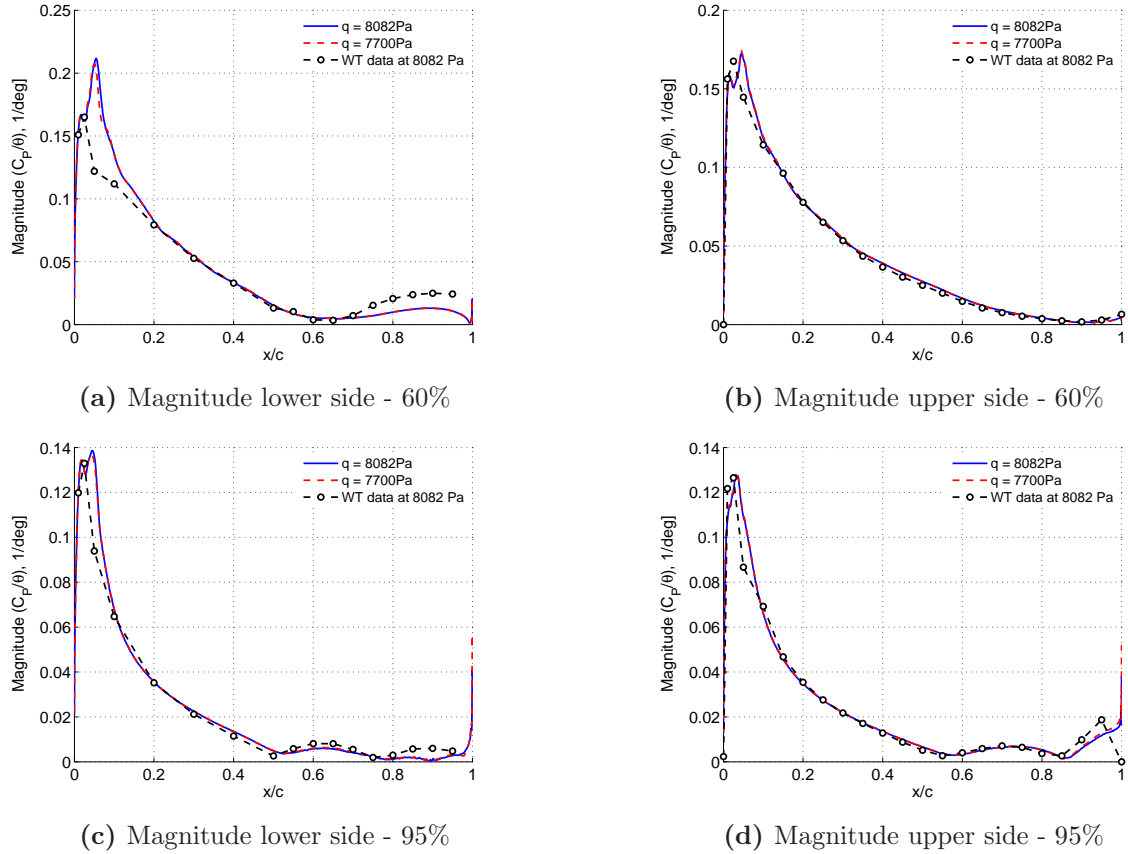 q = 8082Pa
q = 7700Pa
WT data at 8082 Pa
Magnitude (C_P/θ), 1/deg]
0.25
0.2
0.15
0.1
0.05
0
0 0.2 0.4 0.6 0.8 1
x/c
(a) Magnitude lower side - 60%
q = 8082Pa
q = 7700Pa
WT data at 8082 Pa
Magnitude (C_P/θ), 1/deg]
0.2
0.15
0.1
0.05
0
0 0.2 0.4 0.6 0.8 1
x/c
(b) Magnitude upper side - 60%
q = 8082Pa
q = 7700Pa
WT data at 8082 Pa
Magnitude (C_P/θ), 1/deg]
0.14
0.12
0.1
0.08
0.06
0.04
0.02
0
0 0.2 0.4 0.6 0.8 1
x/c
(c) Magnitude lower side - 95%
q = 8082Pa
q = 7700Pa
WT data at 8082 Pa
Magnitude (C_P/θ), 1/deg]
0.14
0.12
0.1
0.08
0.06
0.04
0.02
0
0 0.2 0.4 0.6 0.8 1
x/c
(d) Magnitude upper side - 95%